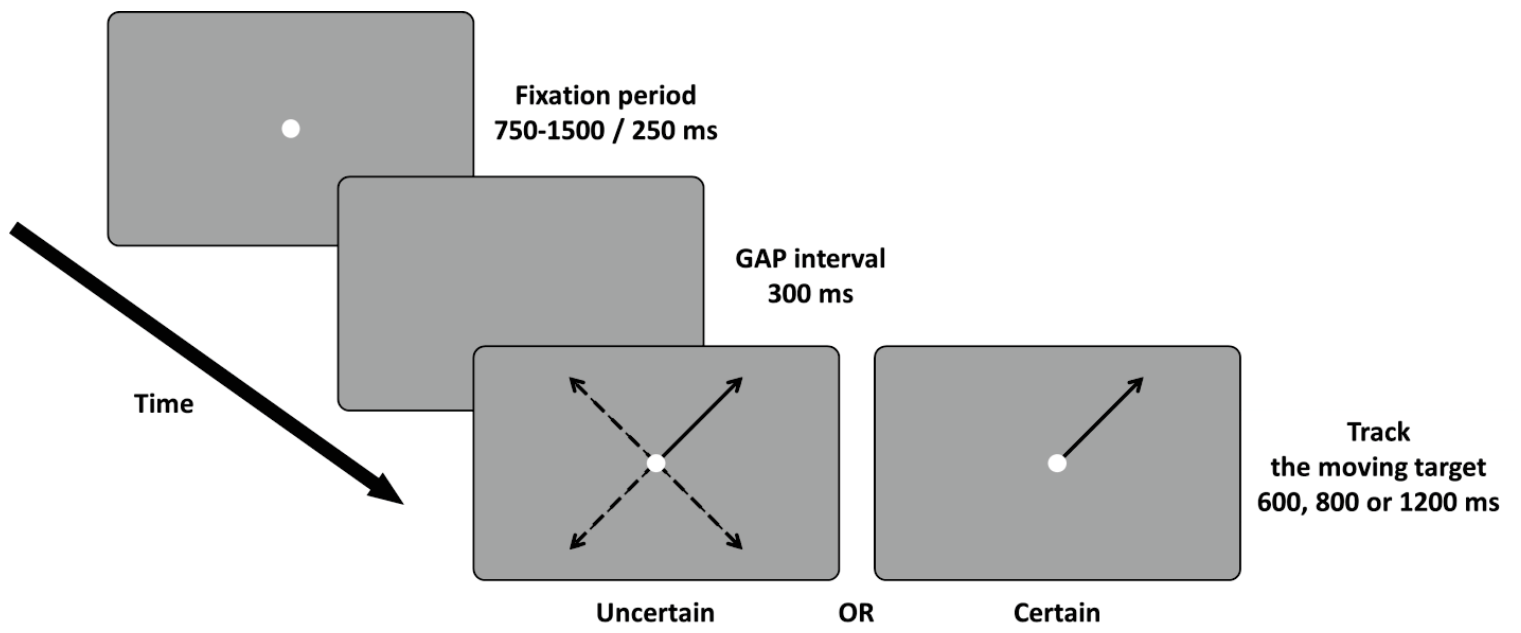 Fixation period
750-1500 / 250 ms
GAP interval
300 ms
Time
Track
the moving target
600, 800 or 1200 ms
Uncertain OR Certain